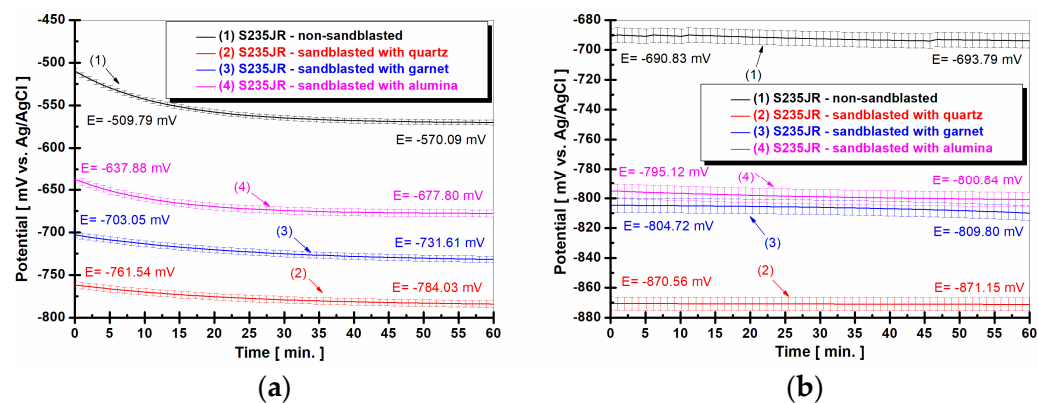 (1) S235JR - non-sandblasted
(2) S235JR - sandblasted with quartz
(3) S235JR - sandblasted with garnet
(4) S235JR - sandblasted with alumina
Potential [ mV vs. Ag/AgCl]
-450
-500
-550
-600
-650
-700
-750
-800
(1)
E= -509.79 mV
-570.09 mV
E= -637.88 mV
(4)
E= -677.80 mV
E= -703.05 mV
(3)
E= -731.61 mV
E= -761.54 mV
(2)
E= -784.03 mV
0 5 10 15 20 25 30 35 40 45 50 55 60
Time [ min. ]
(a)
Potential [ mV vs. Ag/AgCl]
-680
-700
-720
-740
-760
-780
-800
-820
-840
-860
-880
E= -690.83 mV
(1)
E= -693.79 mV
(1) S235JR - non-sandblasted
(2) S235JR - sandblasted with quartz
(3) S235JR - sandblasted with garnet
(4) S235JR - sandblasted with alumina
E= -795.12 mV
(4)
E= -800.84 mV
E= -804.72 mV
(3)
E= -809.80 mV
E= -870.56 mV
(2)
E= -871.15 mV
0 5 10 15 20 25 30 35 40 45 50 55 60
Time [ min. ]
(b)